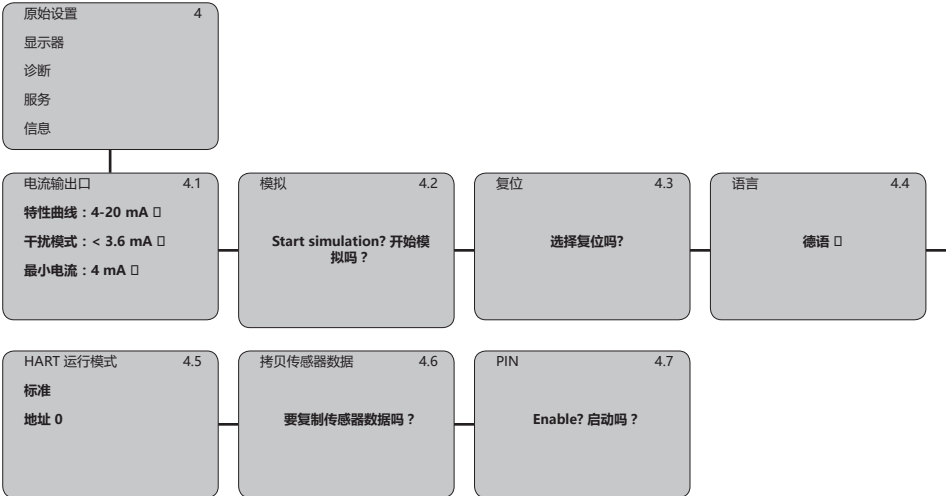 原始设置 4
显示器
诊断
服务
信息
电流输出口 4.1
特性曲线：4-20 mA
干扰模式：< 3.6 mA
最小电流：4 mA
模拟 4.2
Start simulation? 开始模
拟吗？
复位 4.3
选择复位吗?
语言 4.4
德语
HART 运行模式 4.5
标准
地址 0
拷贝传感器数据 4.6
要复制传感器数据吗？
PIN 4.7
Enable? 启动吗？